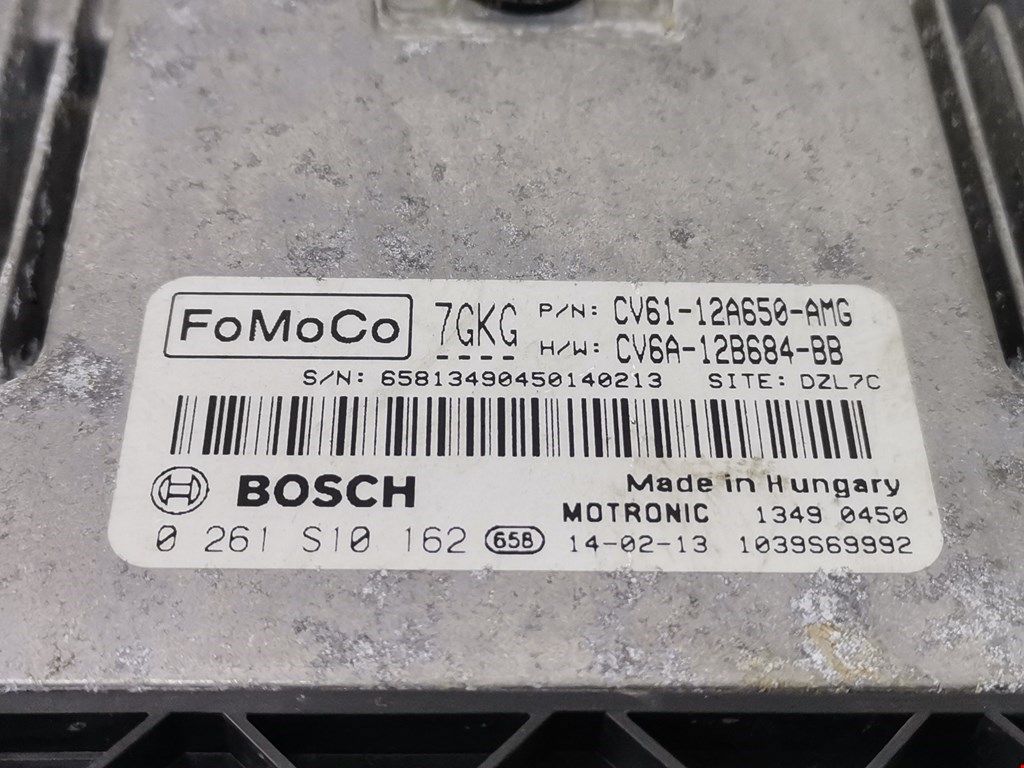 FoMoCo 7GKG P/N: CV61-12A650-AMG
H/W: CV6A-12B684-BB
S/N: 65813490450140213 SITE: DZL7C
BOSCH Made in Hungary
MOTRONIC 1349 0450
0 261 S10 162 658 14-02-13 1039S69992